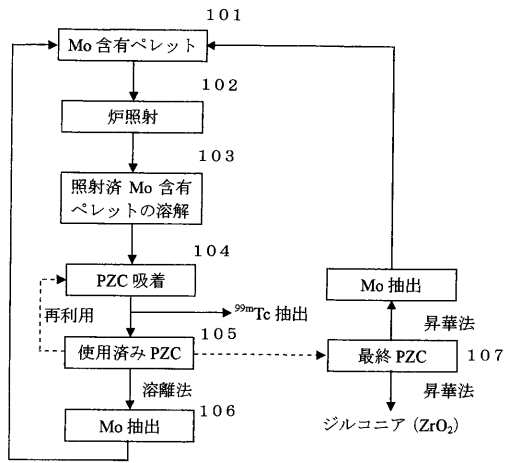 101
Mo 含有ペレット
102
炉照射
103
照射済 Mo 含有
ペレットの溶解
104
PZC 吸着
再利用
99mTc 抽出
105
使用済み PZC
溶離法
106
Mo 抽出
Mo 抽出
昇華法
最終 PZC
107
昇華法
ジルコニア (ZrO₂)